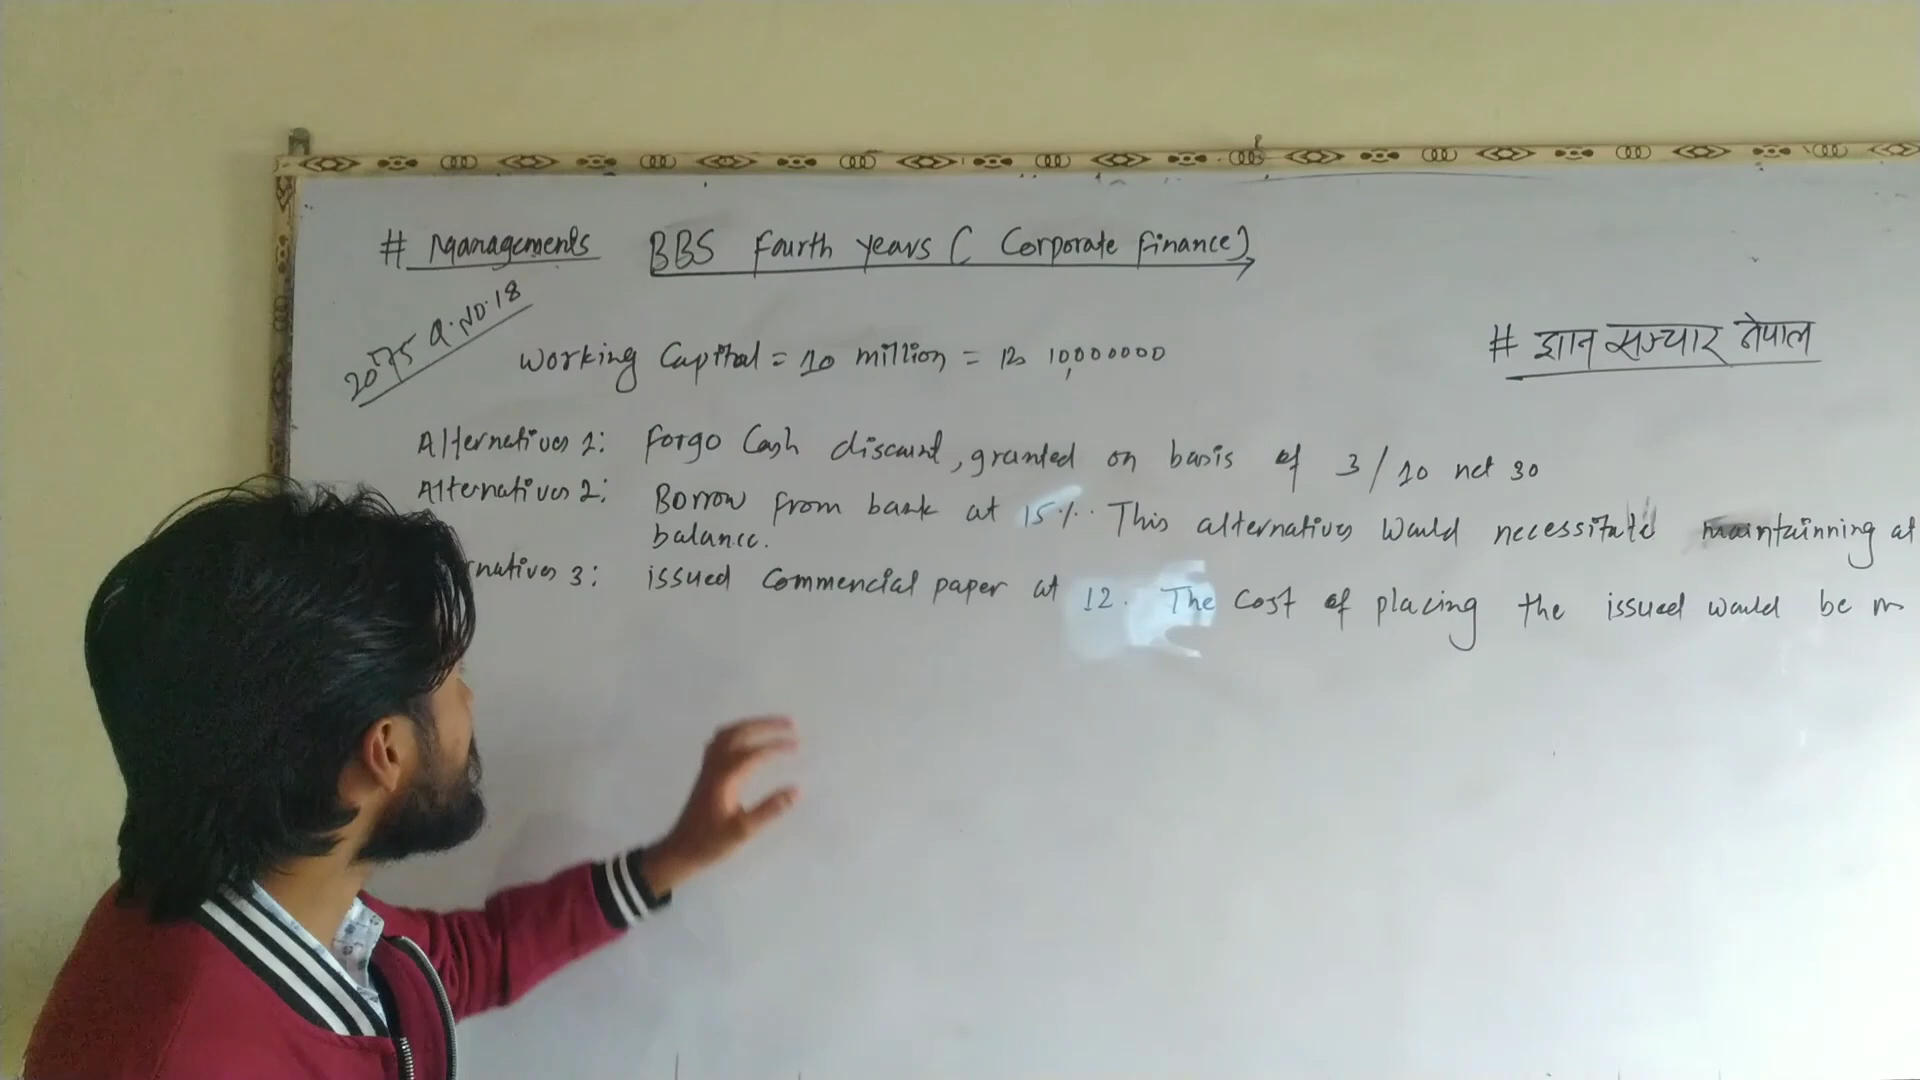 # Managements BBS Fourth Years ( Corporate Finance)
2075 Q.NO.18
Working Capital = 10 million = 10,000000
# ज्ञान सञ्चार नेपाल
Alternatives 1: Forgo Cash discount, granted on basis of 3/10 net 30
Alternatives 2: Borrow from bank at 15%. This alternatives would necessitate maintainning at
balance.
natives 3: issued Commencial paper at 12. The Cost of placing the issued would be